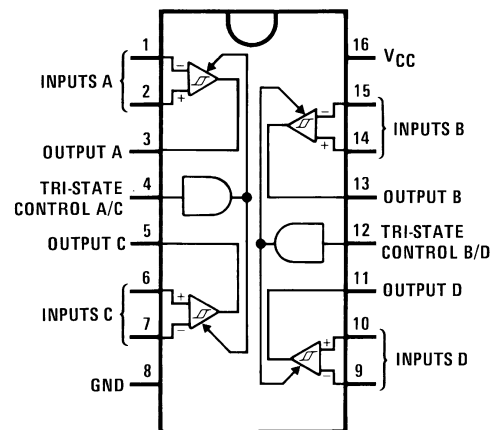 1
INPUTS A
−
+
2
3
OUTPUT A
4
TRI-STATE
CONTROL A/C
5
OUTPUT C
6
INPUTS C
+
−
7
8
GND
16
VCC
15
INPUTS B
−
+
14
13
OUTPUT B
12
TRI-STATE
CONTROL B/D
11
OUTPUT D
10
INPUTS D
+
−
9